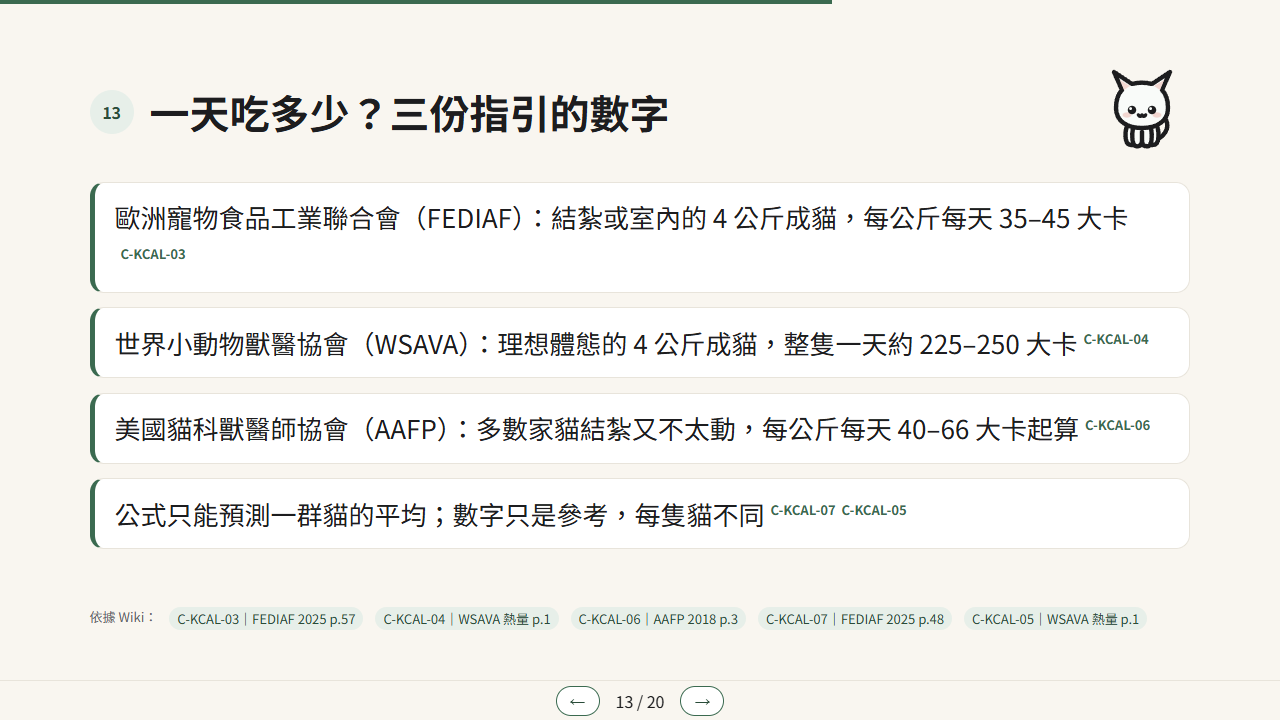 13 一天吃多少？三份指引的數字
歐洲寵物食品工業聯合會（FEDIAF）：結紮或室內的 4 公斤成貓，每公斤每天 35–45 大卡
C-KCAL-03
世界小動物獸醫協會（WSAVA）：理想體態的 4 公斤成貓，整隻一天約 225–250 大卡 C-KCAL-04
美國貓科獸醫師協會（AAFP）：多數家貓結紮又不太動，每公斤每天 40–66 大卡起算 C-KCAL-06
公式只能預測一群貓的平均；數字只是參考，每隻貓不同 C-KCAL-07 C-KCAL-05
依據 Wiki： C-KCAL-03｜FEDIAF 2025 p.57 C-KCAL-04｜WSAVA 熱量 p.1 C-KCAL-06｜AAFP 2018 p.3 C-KCAL-07｜FEDIAF 2025 p.48 C-KCAL-05｜WSAVA 熱量 p.1
← 13 / 20 →